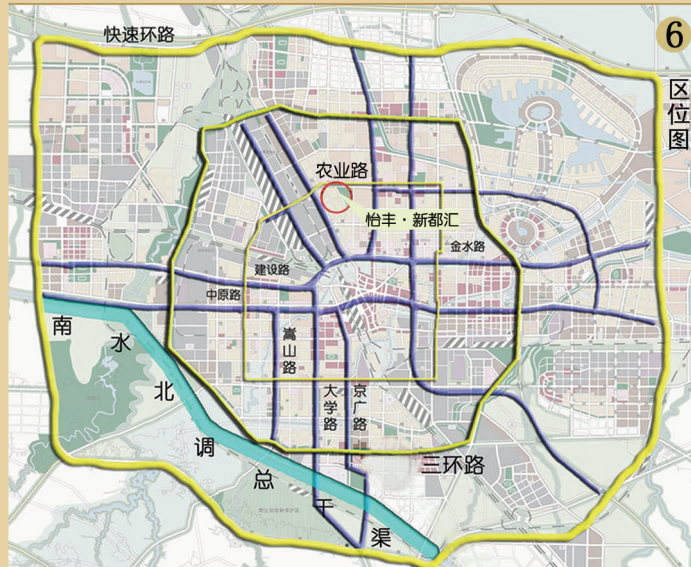 快速环路
6
区位图
农业路
怡丰·新都汇
金水路
建设路
中原路
南水北调总干渠
嵩山路
大学路
京广路
三环路